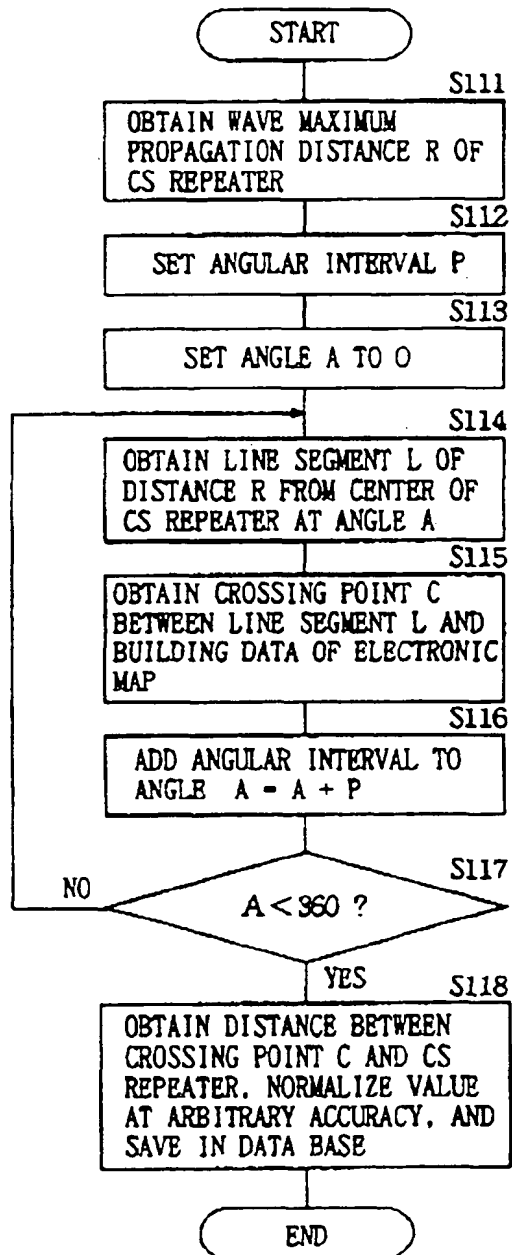 START
S111
OBTAIN WAVE MAXIMUM
PROPAGATION DISTANCE R OF
CS REPEATER
S112
SET ANGULAR INTERVAL P
S113
SET ANGLE A TO 0
S114
OBTAIN LINE SEGMENT L OF
DISTANCE R FROM CENTER OF
CS REPEATER AT ANGLE A
S115
OBTAIN CROSSING POINT C
BETWEEN LINE SEGMENT L AND
BUILDING DATA OF ELECTRONIC
MAP
S116
ADD ANGULAR INTERVAL TO
ANGLE A = A + P
S117
NO
A < 360 ?
YES
S118
OBTAIN DISTANCE BETWEEN
CROSSING POINT C AND CS
REPEATER. NORMALIZE VALUE
AT ARBITRARY ACCURACY, AND
SAVE IN DATA BASE
END